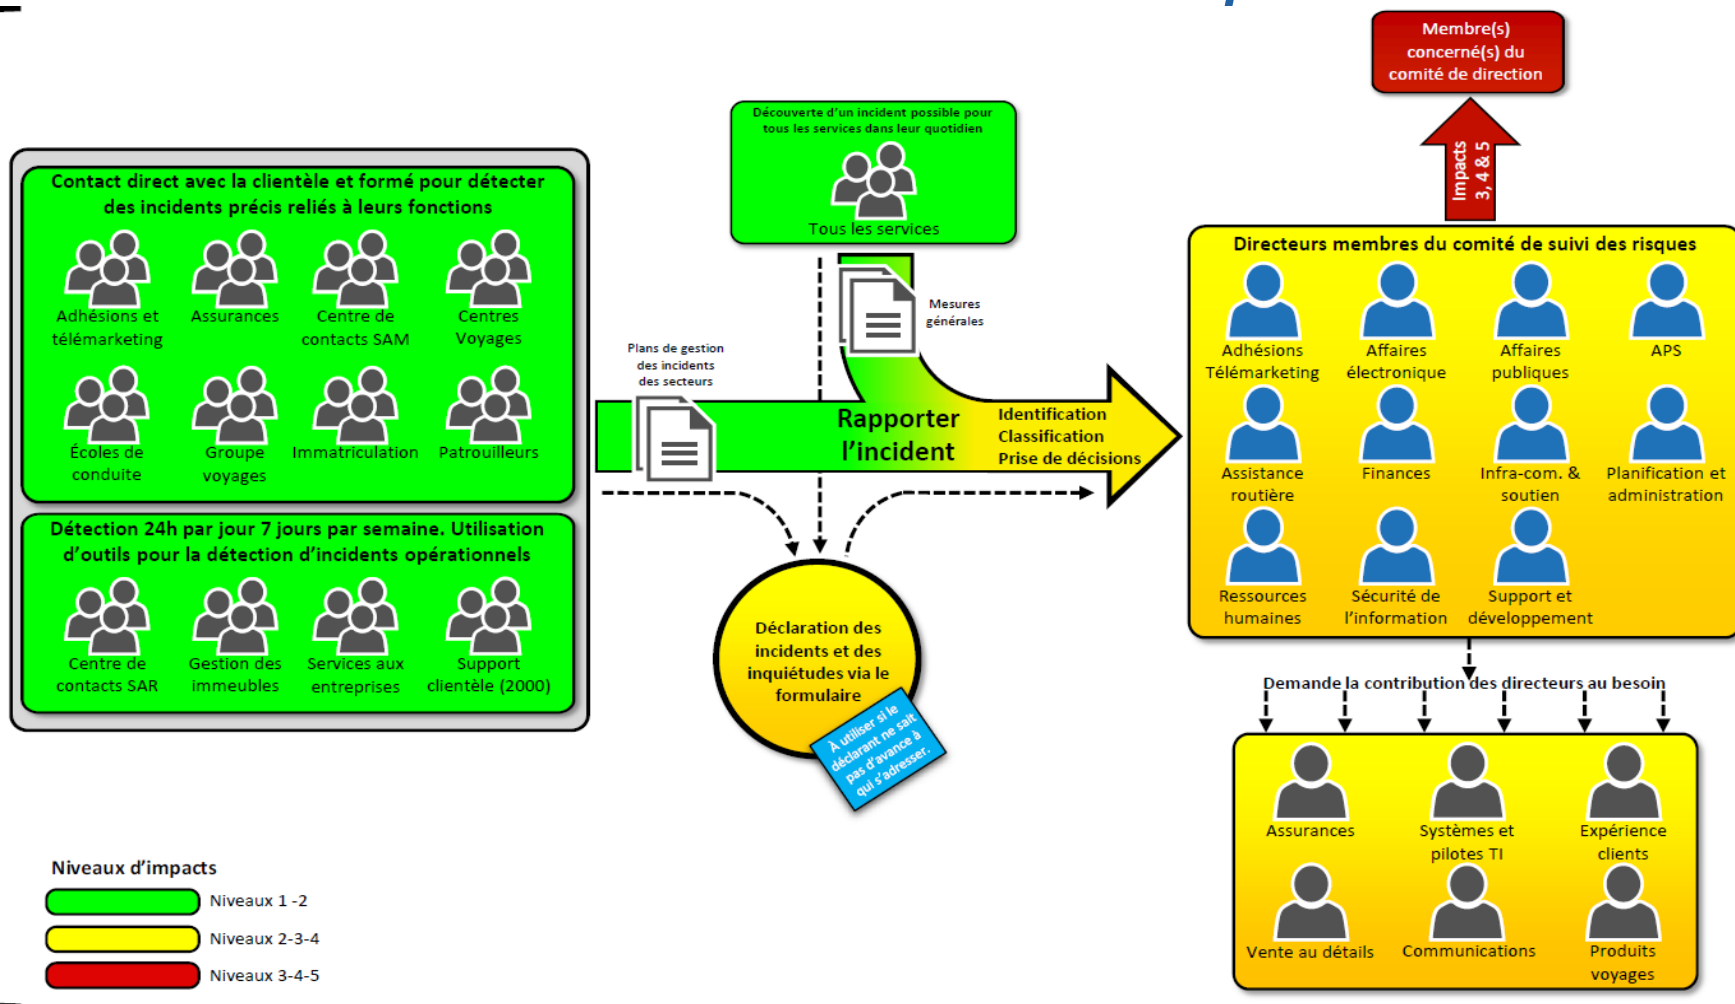 Membre(s)
concerné(s) du
comité de direction
Impacts
3, 4 & 5
Découverte d'un incident possible pour
tous les services dans leur quotidien
Tous les services
Contact direct avec la clientèle et formé pour détecter
des incidents précis reliés à leurs fonctions
Adhésions et
télémarketing
Assurances
Centre de
contacts SAM
Centres
Voyages
Écoles de
conduite
Groupe
voyages
Immatriculation
Patrouilleurs
Détection 24h par jour 7 jours par semaine. Utilisation
d'outils pour la détection d'incidents opérationnels
Centre de
contacts SAR
Gestion des
immeubles
Services aux
entreprises
Support
clientèle (2000)
Plans de gestion
des incidents
des secteurs
Mesures
générales
Rapporter
l'incident
Identification
Classification
Prise de décisions
Déclaration des
incidents et des
inquiétudes via le
formulaire
À utiliser si le
déclarant ne sait
pas d'avance à
qui s'adresser.
Directeurs membres du comité de suivi des risques
Adhésions
Télémarketing
Affaires
électronique
Affaires
publiques
APS
Assistance
routière
Finances
Infra-com. &
soutien
Planification et
administration
Ressources
humaines
Sécurité de
l'information
Support et
développement
Demande la contribution des directeurs au besoin
Assurances
Systèmes et
pilotes TI
Expérience
clients
Vente au détails
Communications
Produits
voyages
Niveaux d'impacts
Niveaux 1 -2
Niveaux 2-3-4
Niveaux 3-4-5